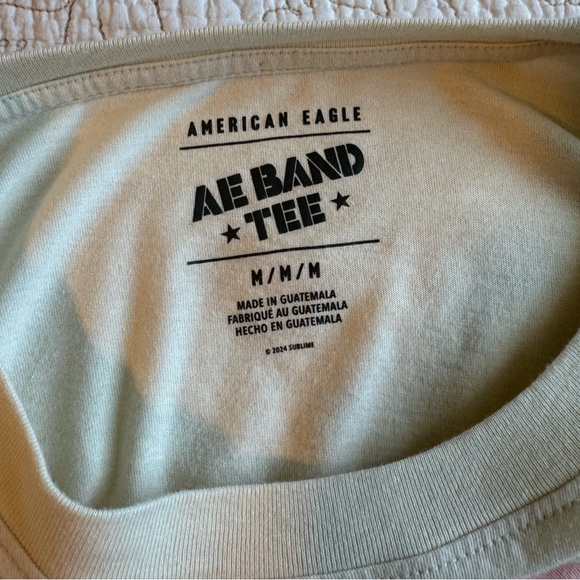 AMERICAN EAGLE
AE BAND
TEE
M/M/M
MADE IN GUATEMALA
FABRIQUÉ AU GUATEMALA
HECHO EN GUATEMALA
© 2024 SUBLIME